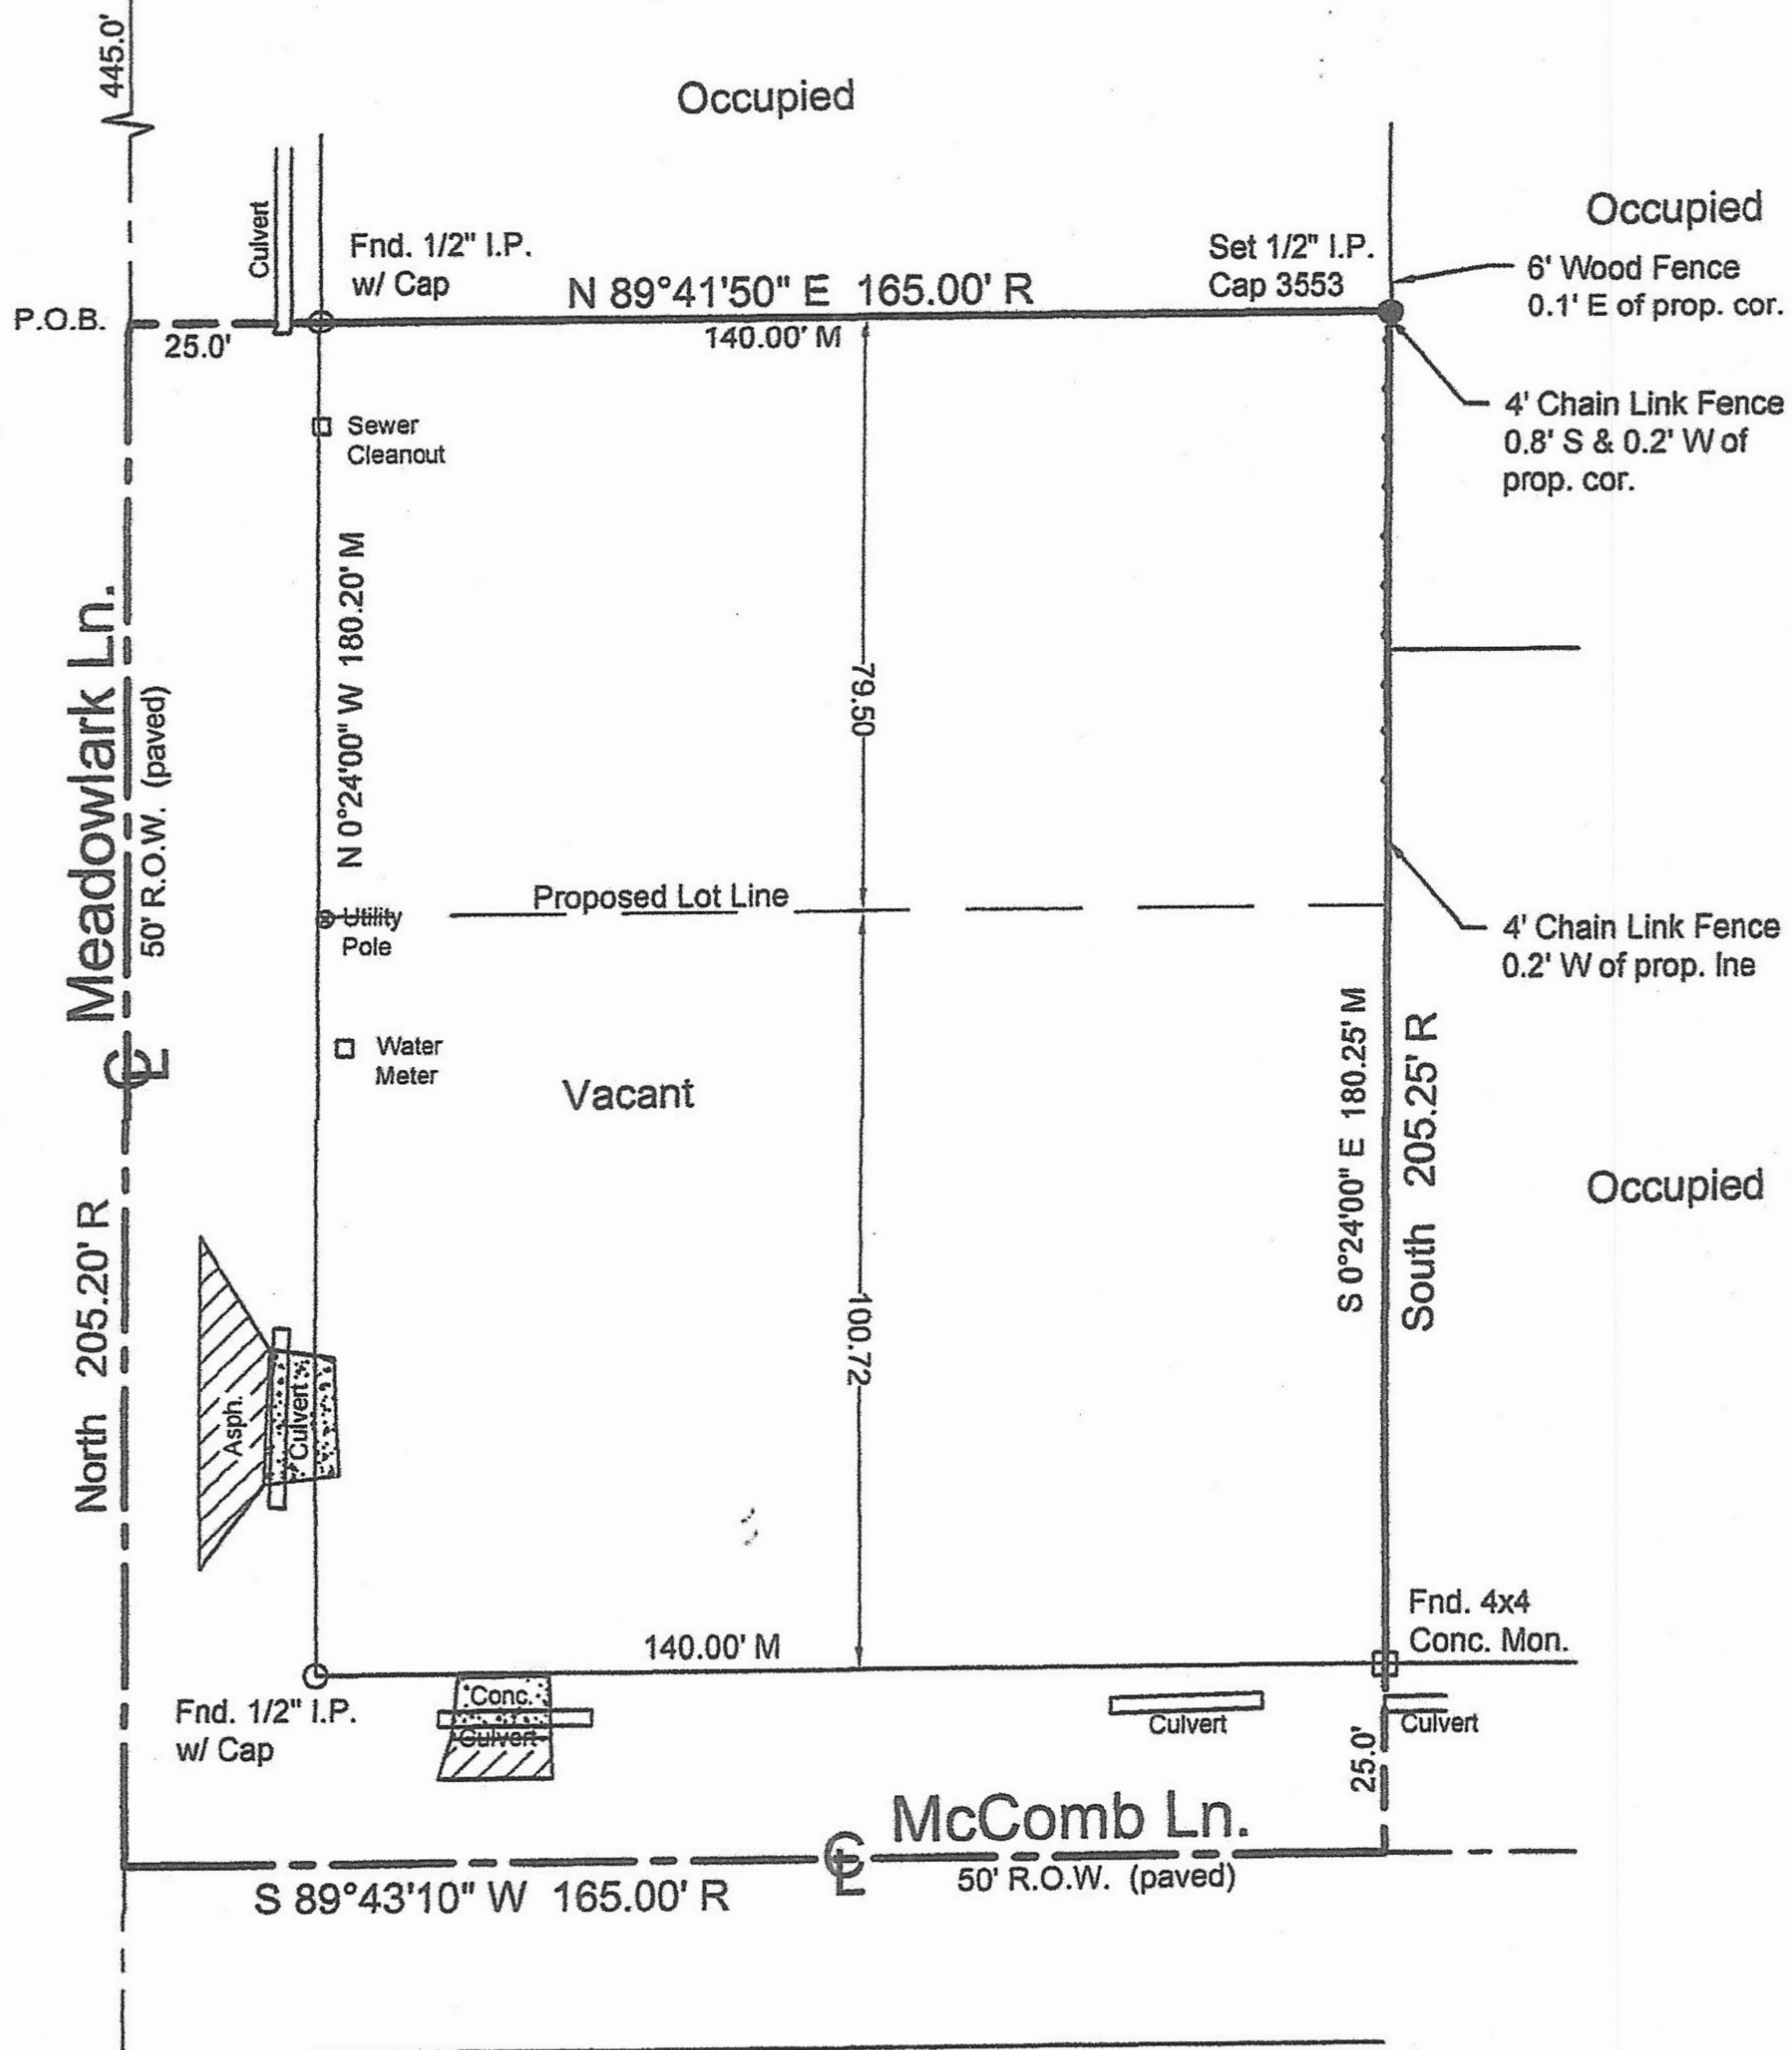 445.0'
Occupied
Occupied
Culvert
Fnd. 1/2" I.P.
w/ Cap
N 89°41'50" E 165.00' R
140.00' M
Set 1/2" I.P.
Cap 3553
6' Wood Fence
0.1' E of prop. cor.
P.O.B.
25.0'
4' Chain Link Fence
0.8' S & 0.2' W of
prop. cor.
Sewer
Cleanout
N 0°24'00" W 180.20' M
79.50
Meadowlark Ln.
50' R.O.W. (paved)
Proposed Lot Line
Utility
Pole
4' Chain Link Fence
0.2' W of prop. lne
Water
Meter
Vacant
CL
S 0°24'00" E 180.25' M
South 205.25' R
Occupied
North 205.20' R
100.72
Asph.
Culvert
140.00' M
Fnd. 4x4
Conc. Mon.
Fnd. 1/2" I.P.
w/ Cap
Conc.
Culvert
Culvert
Culvert
25.0'
McComb Ln.
CL
50' R.O.W. (paved)
S 89°43'10" W 165.00' R